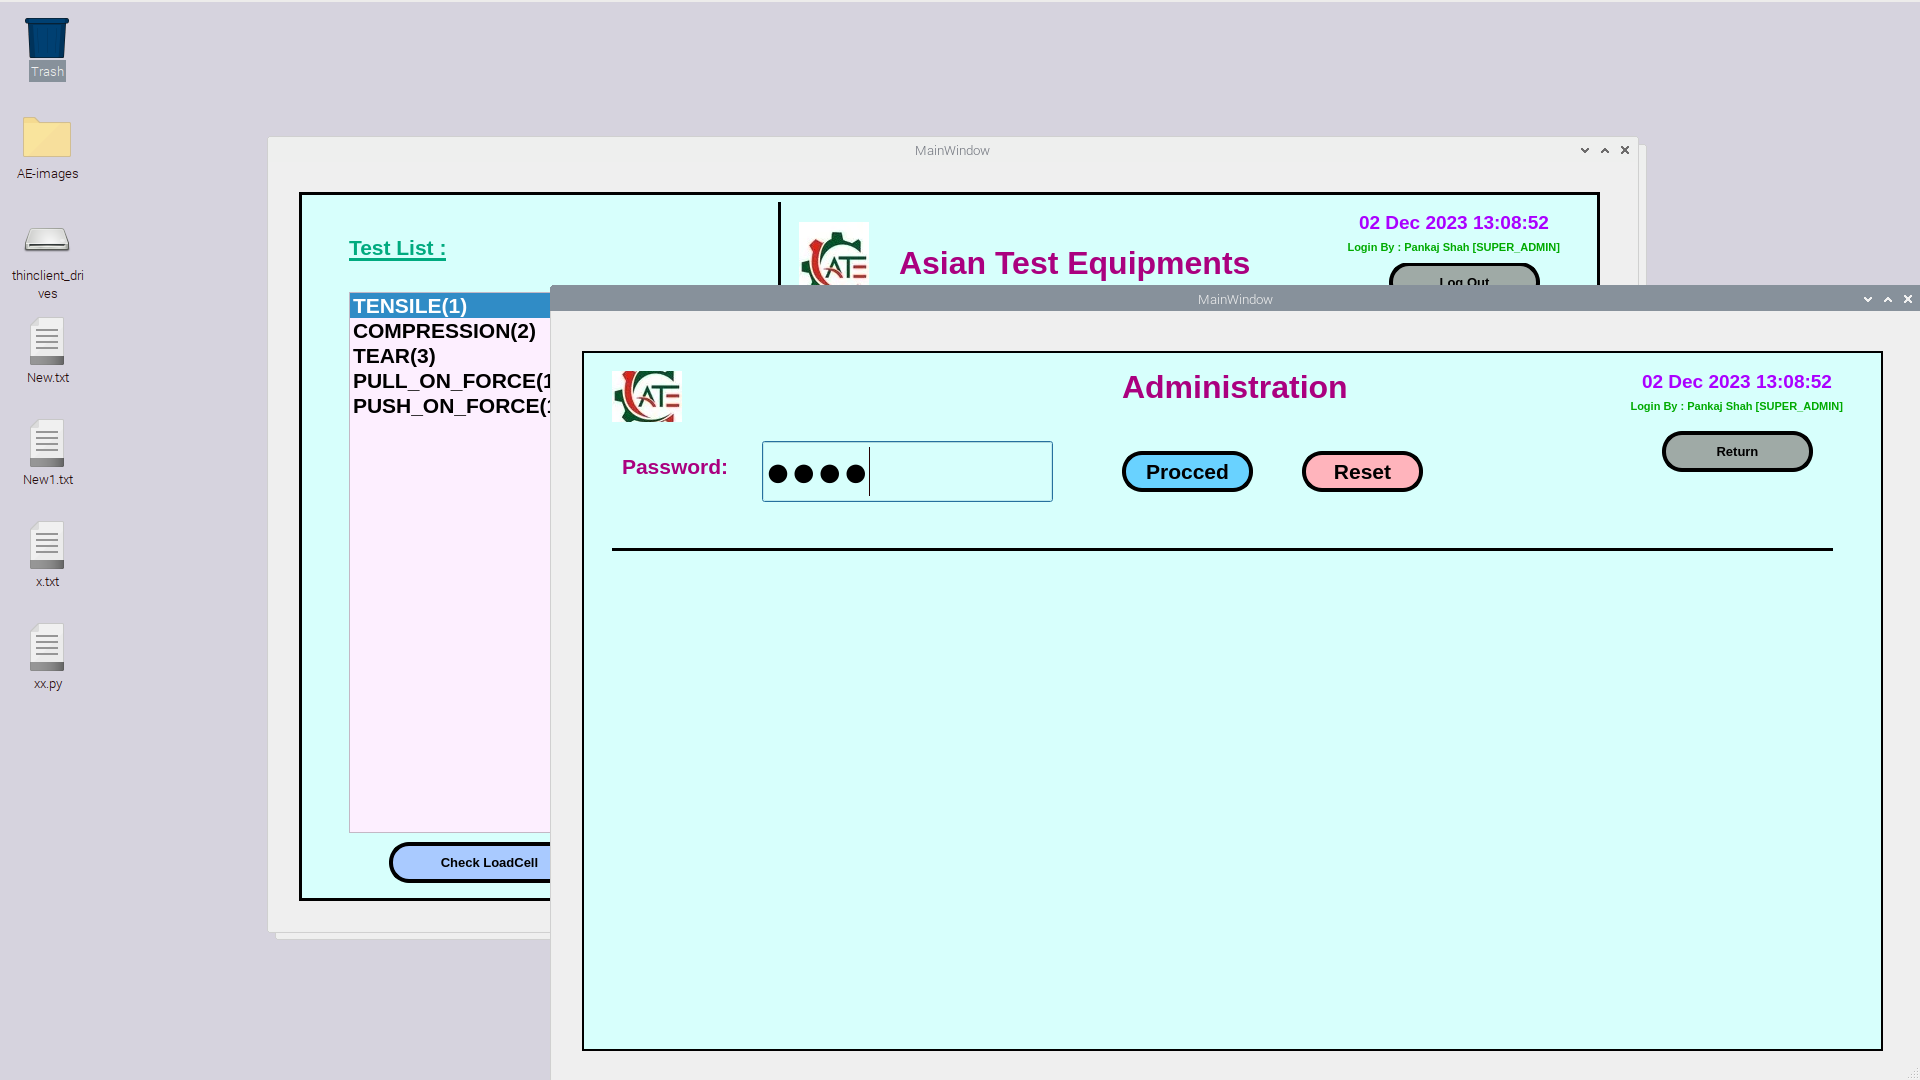 Trash
AE-images
thinclient_dri
ves
New.txt
New1.txt
x.txt
xx.py
MainWindow
Test List :
ATE
Asian Test Equipments
02 Dec 2023 13:08:52
Login By : Pankaj Shah [SUPER_ADMIN]
Log Out
TENSILE(1)
COMPRESSION(2)
TEAR(3)
PULL_ON_FORCE(1
PUSH_ON_FORCE(
Check LoadCell
MainWindow
ATE
Administration
02 Dec 2023 13:08:52
Login By : Pankaj Shah [SUPER_ADMIN]
Return
Password:
Procced
Reset